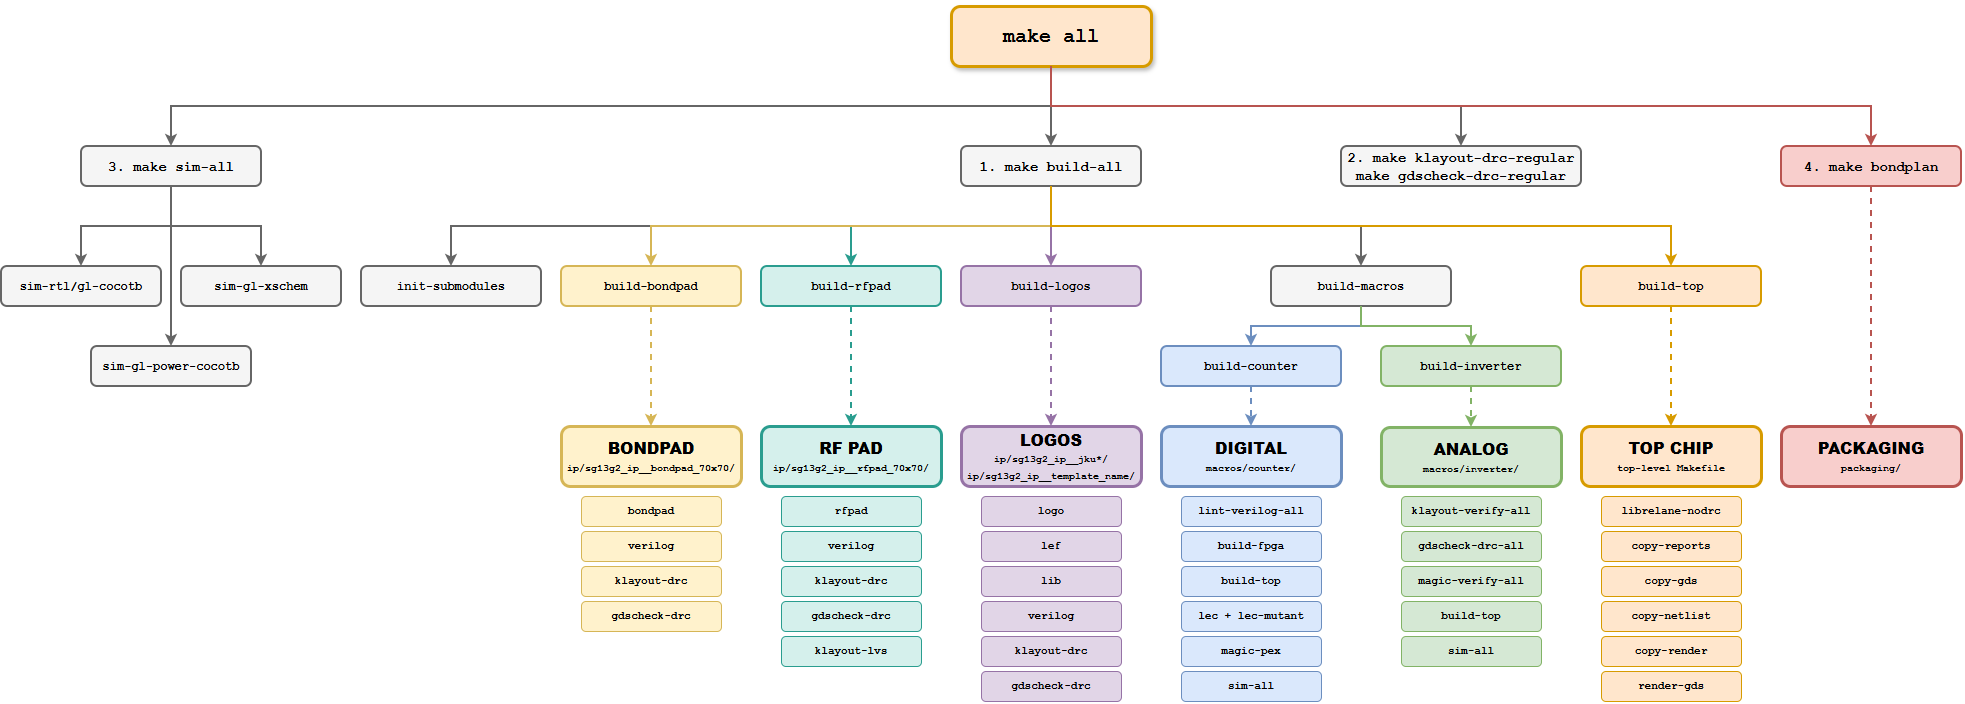 make all
3. make sim-all
1. make build-all
2. make klayout-drc-regular
make gdscheck-drc-regular
4. make bondplan
sim-rtl/gl-cocotb
sim-gl-xschem
init-submodules
build-bondpad
build-rfpad
build-logos
build-macros
build-top
sim-gl-power-cocotb
build-counter
build-inverter
BONDPAD
ip/sg13g2_ip__bondpad_70x70/
RF PAD
ip/sg13g2_ip__rfpad_70x70/
LOGOS
ip/sg13g2_ip__jku*/
ip/sg13g2_ip__template_name/
DIGITAL
macros/counter/
ANALOG
macros/inverter/
TOP CHIP
top-level Makefile
PACKAGING
packaging/
bondpad
verilog
klayout-drc
gdscheck-drc
rfpad
verilog
klayout-drc
gdscheck-drc
klayout-lvs
logo
lef
lib
verilog
klayout-drc
gdscheck-drc
lint-verilog-all
build-fpga
build-top
lec + lec-mutant
magic-pex
sim-all
klayout-verify-all
gdscheck-drc-all
magic-verify-all
build-top
sim-all
librelane-nodrc
copy-reports
copy-gds
copy-netlist
copy-render
render-gds